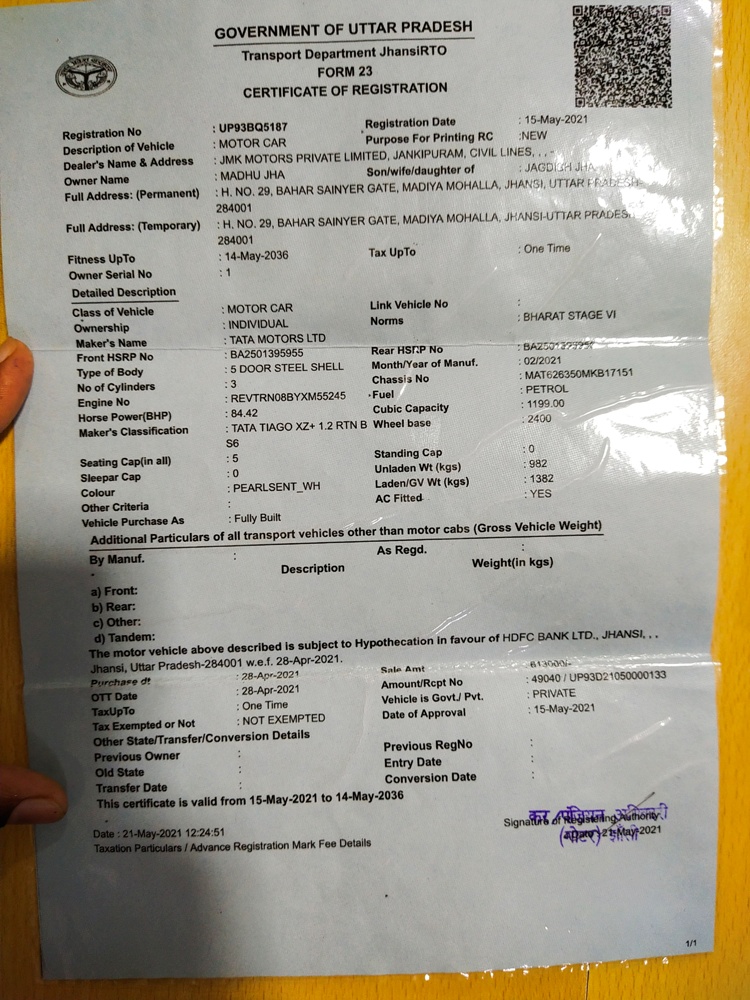 GOVERNMENT OF UTTAR PRADESH
Transport Department JhansiRTO
FORM 23
CERTIFICATE OF REGISTRATION
Registration No : UP93BQ5187 Registration Date : 15-May-2021
Description of Vehicle : MOTOR CAR Purpose For Printing RC :NEW
Dealer's Name & Address : JMK MOTORS PRIVATE LIMITED, JANKIPURAM, CIVIL LINES, , , -
Owner Name : MADHU JHA Son/wife/daughter of : JAGDISH JHA
Full Address: (Permanent) : H. NO. 29, BAHAR SAINYER GATE, MADIYA MOHALLA, JHANSI, UTTAR PRADESH-
284001
Full Address: (Temporary) : H. NO. 29, BAHAR SAINYER GATE, MADIYA MOHALLA, JHANSI-UTTAR PRADESH-
284001
Fitness UpTo : 14-May-2036 Tax UpTo : One Time
Owner Serial No : 1
Detailed Description
Class of Vehicle : MOTOR CAR Link Vehicle No :
Ownership : INDIVIDUAL Norms : BHARAT STAGE VI
Maker's Name : TATA MOTORS LTD
Front HSRP No : BA2501395955 Rear HSRP No
Type of Body : 5 DOOR STEEL SHELL Month/Year of Manuf. : 02/2021
No of Cylinders : 3 Chassis No : MAT626350MKB17151
Engine No : REVTRN08BYXM55245 Fuel : PETROL
Horse Power(BHP) : 84.42 Cubic Capacity : 1199.00
Maker's Classification : TATA TIAGO XZ+ 1.2 RTN B Wheel base : 2400
S6
Seating Cap(in all) : 5 Standing Cap : 0
Sleepar Cap : 0 Unladen Wt (kgs) : 982
Colour : PEARLSENT_WH Laden/GV Wt (kgs) : 1382
Other Criteria : AC Fitted : YES
Vehicle Purchase As : Fully Built
Additional Particulars of all transport vehicles other than motor cabs (Gross Vehicle Weight)
By Manuf. : As Regd. :
- Description Weight(in kgs)
a) Front:
b) Rear:
c) Other:
d) Tandem:
The motor vehicle above described is subject to Hypothecation in favour of HDFC BANK LTD., JHANSI, , ,
Jhansi, Uttar Pradesh-284001 w.e.f. 28-Apr-2021.
Purchase dt : 28-Apr-2021 Sale Amt : 613000/-
OTT Date : 28-Apr-2021 Amount/Rcpt No : 49040 / UP93D21050000133
TaxUpTo : One Time Vehicle is Govt./ Pvt. : PRIVATE
Tax Exempted or Not : NOT EXEMPTED Date of Approval : 15-May-2021
Other State/Transfer/Conversion Details
Previous Owner : Previous RegNo :
Old State : Entry Date :
Transfer Date : Conversion Date :
This certificate is valid from 15-May-2021 to 14-May-2036
-
Date : 21-May-2021 12:24:51
Signature of Registering Authority
21-May-2021
Taxation Particulars / Advance Registration Mark Fee Details
1/1